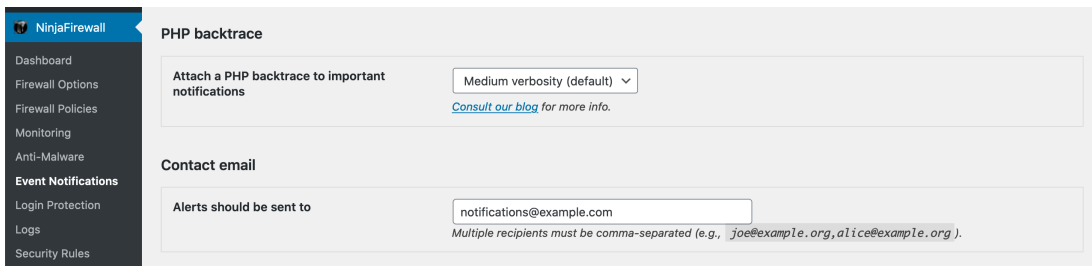 NinjaFirewall
Dashboard
Firewall Options
Firewall Policies
Monitoring
Anti-Malware
Event Notifications
Login Protection
Logs
Security Rules
PHP backtrace
Attach a PHP backtrace to important
notifications
Medium verbosity (default)
Consult our blog for more info.
Contact email
Alerts should be sent to
notifications@example.com
Multiple recipients must be comma-separated (e.g., joe@example.org,alice@example.org ).